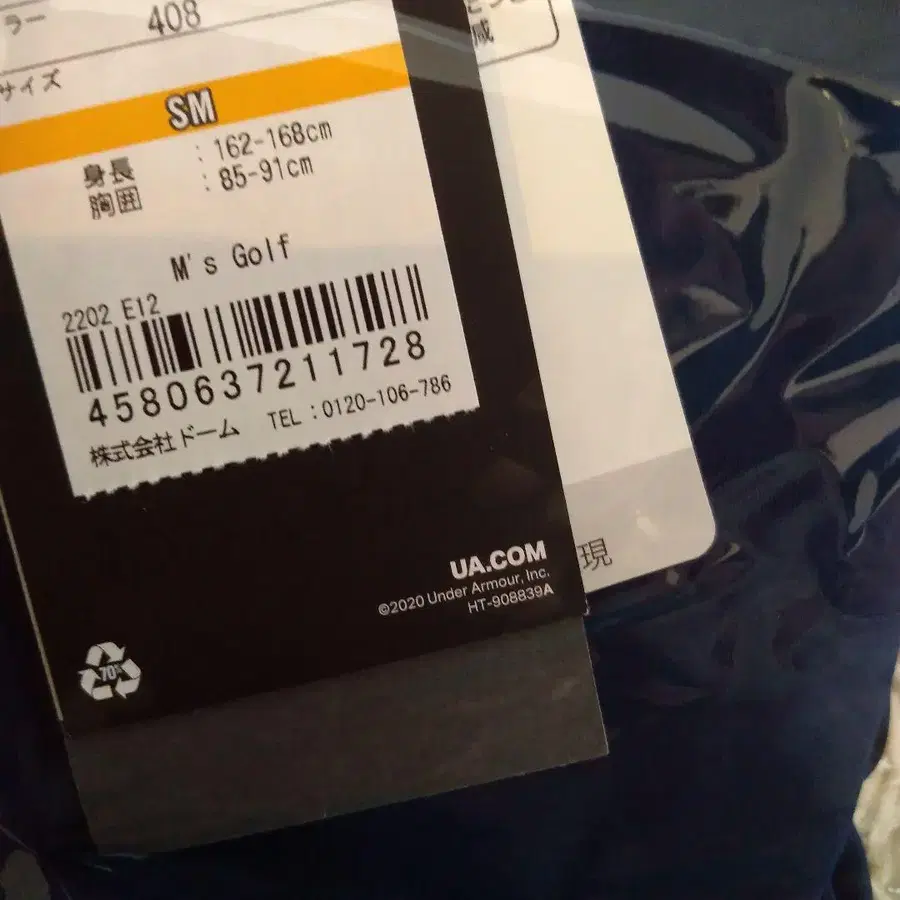 ラー 408
サイズ
SM
身長 : 162-168cm
胸囲 : 85-91cm
M's Golf
2202 E12
4580637211728
株式会社ドーム TEL:0120-106-786
UA.COM
©2020 Under Armour, Inc.
HT-908839A
70%
減
現